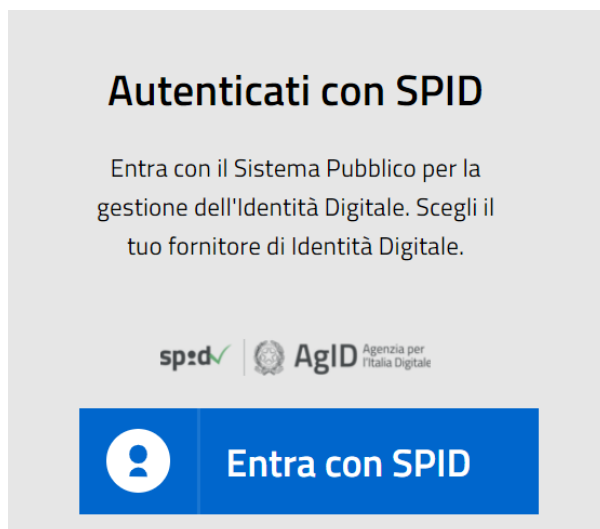 Autenticati con SPID
Entra con il Sistema Pubblico per la
gestione dell'Identità Digitale. Scegli il
tuo fornitore di Identità Digitale.
spid AgID Agenzia per
l'Italia Digitale
Entra con SPID